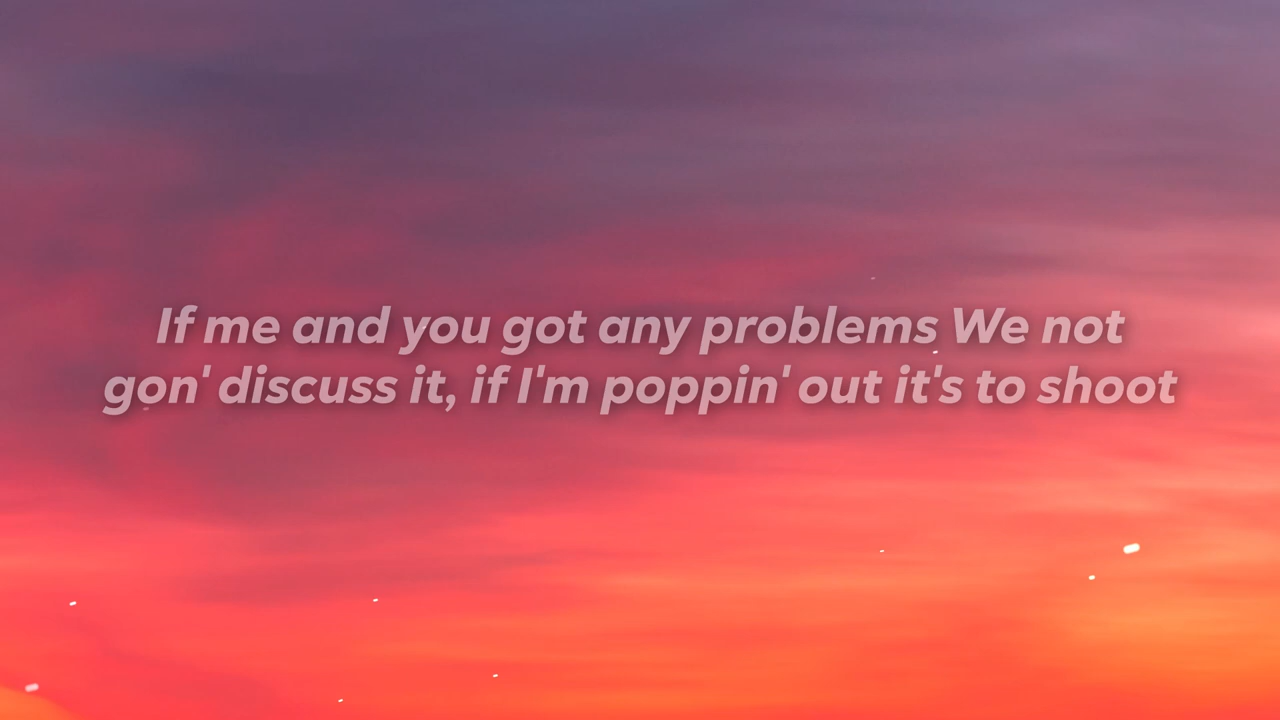 If me and you got any problems We not
gon' discuss it, if I'm poppin' out it's to shoot